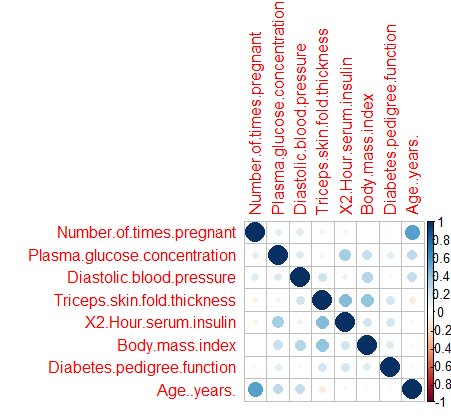 Number.of.times.pregnant
Plasma.glucose.concentration
Diastolic.blood.pressure
Triceps.skin.fold.thickness
X2.Hour.serum.insulin
Body.mass.index
Diabetes.pedigree.function
Age..years.
Number.of.times.pregnant
Plasma.glucose.concentration
Diastolic.blood.pressure
Triceps.skin.fold.thickness
X2.Hour.serum.insulin
Body.mass.index
Diabetes.pedigree.function
Age..years.
1
0.8
0.6
0.4
0.2
0
-0.2
-0.4
-0.6
-0.8
-1